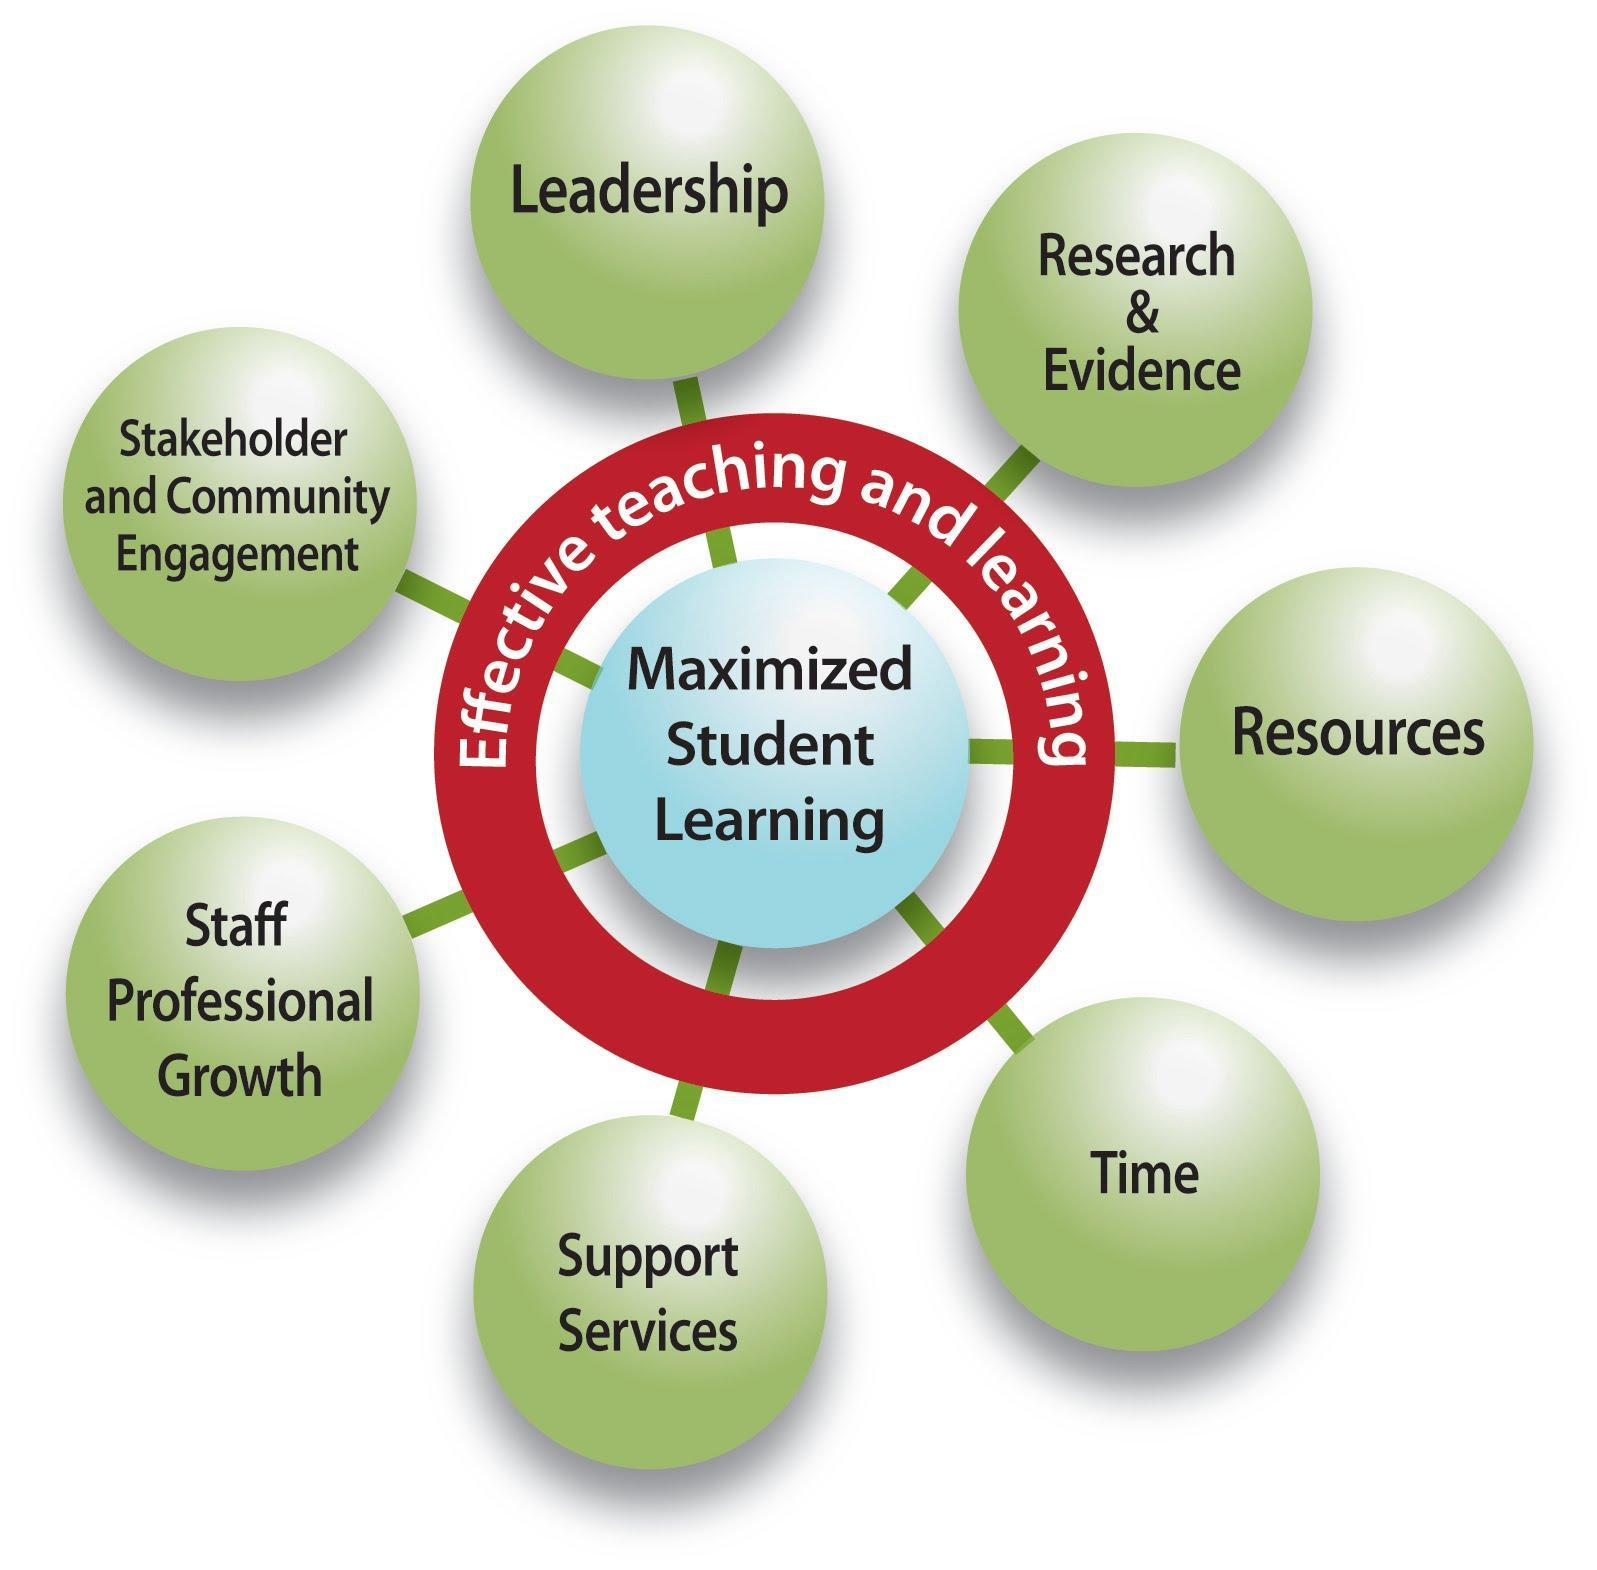 Leadership
Research
&
Evidence
Stakeholder
and Community
Engagement
Effective teaching and learning
Maximized
Student
Learning
Resources
Staff
Professional
Growth
Time
Support
Services